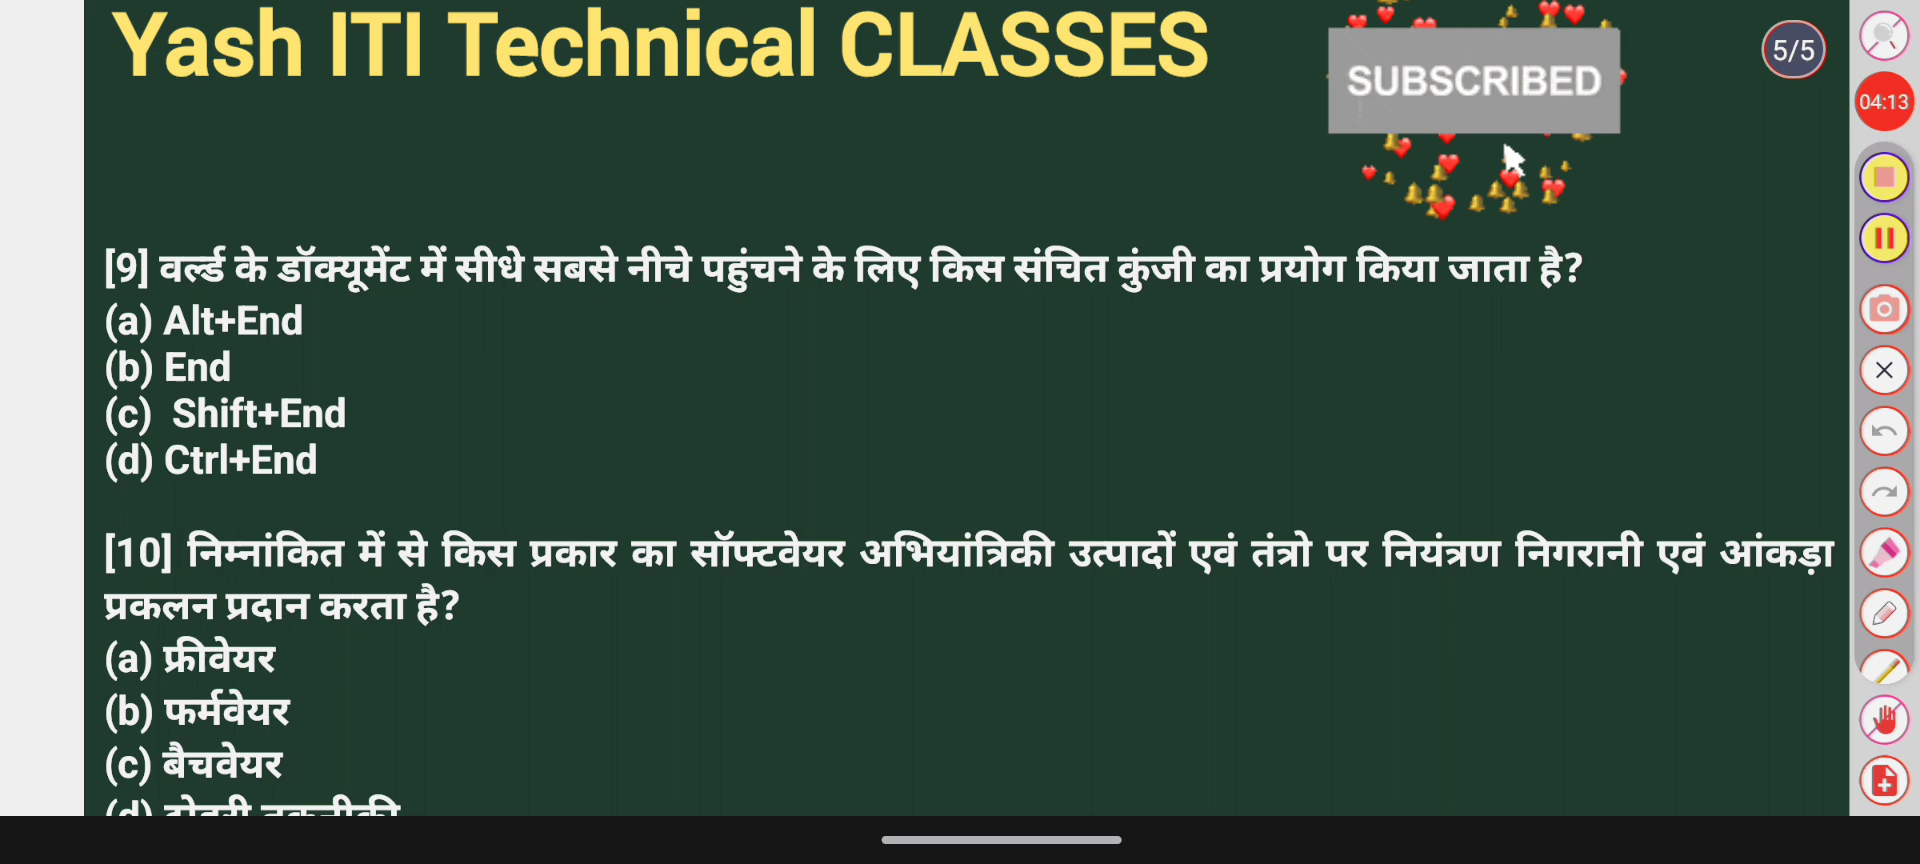 Yash ITI Technical CLASSES
SUBSCRIBED
5/5
04:13
[9] वर्ल्ड के डॉक्यूमेंट में सीधे सबसे नीचे पहुंचने के लिए किस संचित कुंजी का प्रयोग किया जाता है?
(a) Alt+End
(b) End
(c) Shift+End
(d) Ctrl+End
[10] निम्नांकित में से किस प्रकार का सॉफ्टवेयर अभियांत्रिकी उत्पादों एवं तंत्रो पर नियंत्रण निगरानी एवं आंकड़ा
प्रकलन प्रदान करता है?
(a) फ्रीवेयर
(b) फर्मवेयर
(c) बैचवेयर
(d)